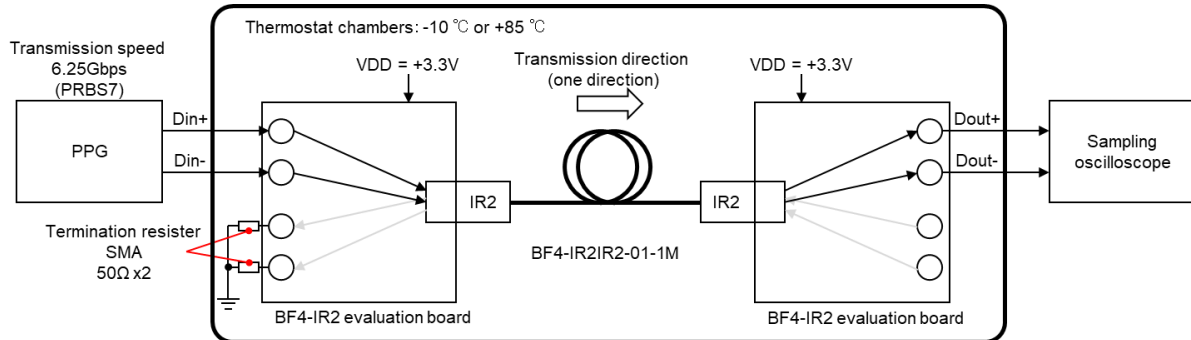 Thermostat chambers: -10 ℃ or +85 ℃
Transmission speed
6.25Gbps
(PRBS7)
PPG
Din+
Din-
VDD = +3.3V
Transmission direction
(one direction)
VDD = +3.3V
Dout+
Dout-
Sampling
oscilloscope
IR2
IR2
BF4-IR2IR2-01-1M
Termination resister
SMA
50Ω x2
BF4-IR2 evaluation board
BF4-IR2 evaluation board